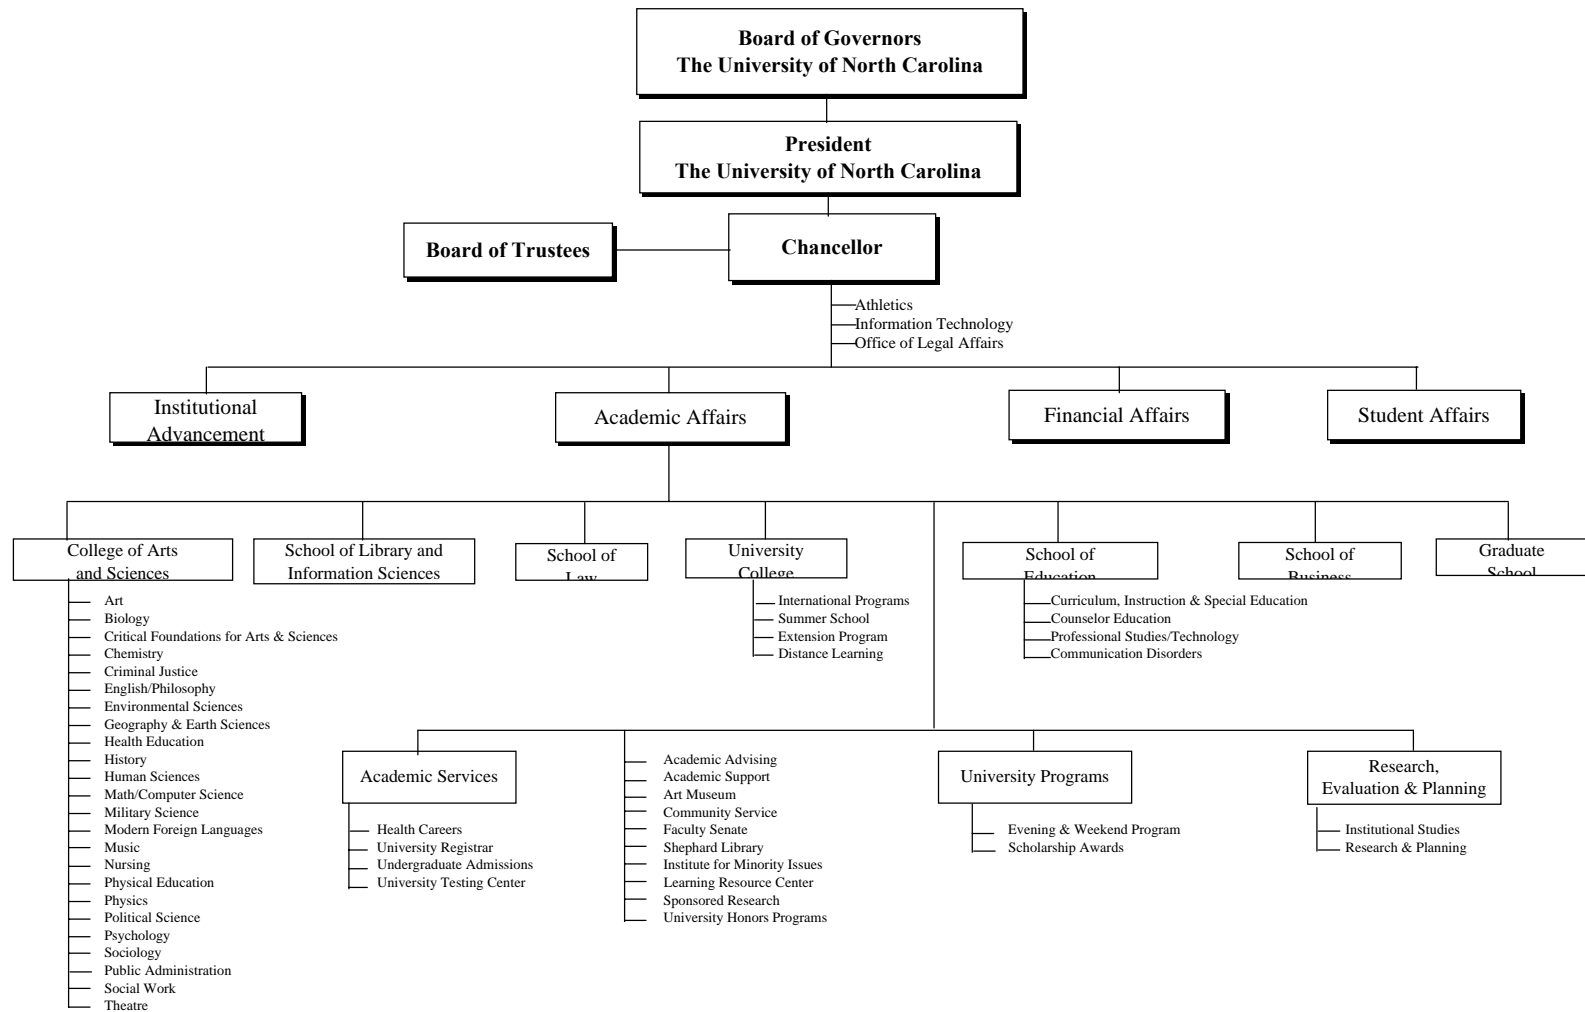 Board of Governors
The University of North Carolina
President
The University of North Carolina
Board of Trustees
Chancellor
Athletics
Information Technology
Office of Legal Affairs
Institutional
Advancement
Academic Affairs
Financial Affairs
Student Affairs
College of Arts
and Sciences
School of Library and
Information Sciences
School of
Law
University
College
School of
Education
School of
Business
Graduate
School
Art
Biology
Critical Foundations for Arts & Sciences
Chemistry
Criminal Justice
English/Philosophy
Environmental Sciences
Geography & Earth Sciences
Health Education
History
Human Sciences
Math/Computer Science
Military Science
Modern Foreign Languages
Music
Nursing
Physical Education
Physics
Political Science
Psychology
Sociology
Public Administration
Social Work
Theatre
International Programs
Summer School
Extension Program
Distance Learning
Curriculum, Instruction & Special Education
Counselor Education
Professional Studies/Technology
Communication Disorders
Academic Services
Health Careers
University Registrar
Undergraduate Admissions
University Testing Center
Academic Advising
Academic Support
Art Museum
Community Service
Faculty Senate
Shephard Library
Institute for Minority Issues
Learning Resource Center
Sponsored Research
University Honors Programs
University Programs
Evening & Weekend Program
Scholarship Awards
Research,
Evaluation & Planning
Institutional Studies
Research & Planning